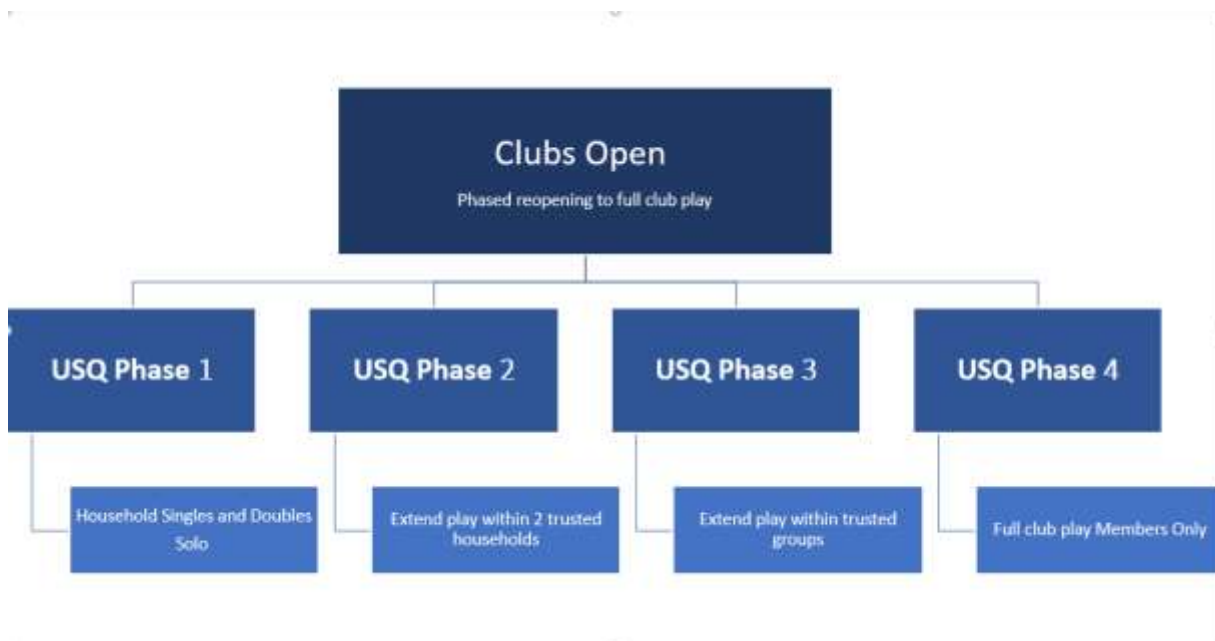 Clubs Open
Phased reopening to full club play
USQ Phase 1
USQ Phase 2
USQ Phase 3
USQ Phase 4
Household Singles and Doubles
Solo
Extend play within 2 trusted
households
Extend play within trusted
groups
Full club play Members Only